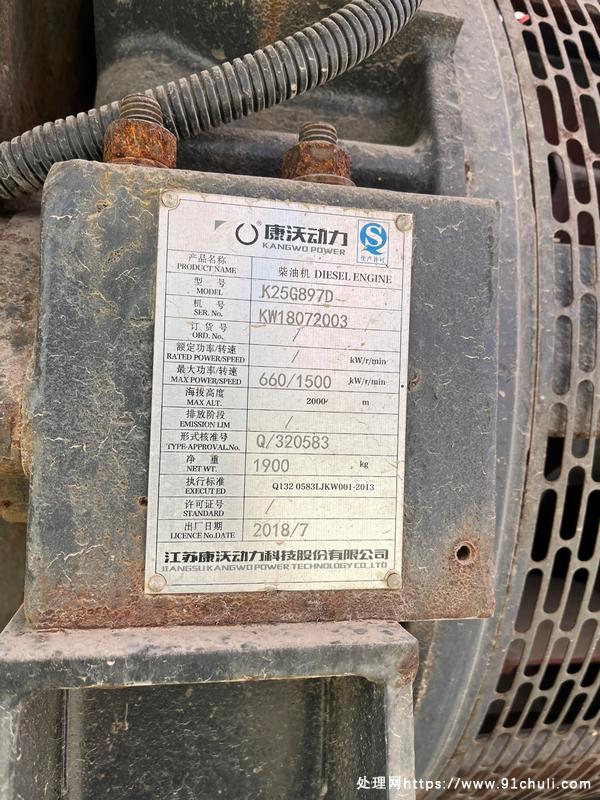 康沃动力
KANGWO POWER
生产许可
产品名称 柴油机 DIESEL ENGINE
PRODUCT NAME
型 号 K25G897D
MODEL
机 号 KW18072003
SER. No.
订 货 号 /
ORD. No.
额定功率/转速 / kW/r/min
RATED POWER/SPEED
最大功率/转速 660/1500 kW/r/min
MAX POWER/SPEED
海拔高度 2000 m
MAX ALT.
排放阶段 /
EMISSION LIM
形式核准号 Q/320583
TYPE-APPROVAL.No.
净 重 1900 kg
NET WT.
执行标准 Q132 0583LJKW001-2013
EXECUTED
许可证号 /
STANDARD
出厂日期 2018/7
LICENCE No.DATE
江苏康沃动力科技股份有限公司
JIANGSU KANGWO POWER TECHNOLOGY CO.,LTD
处理网https://www.91chuli.com